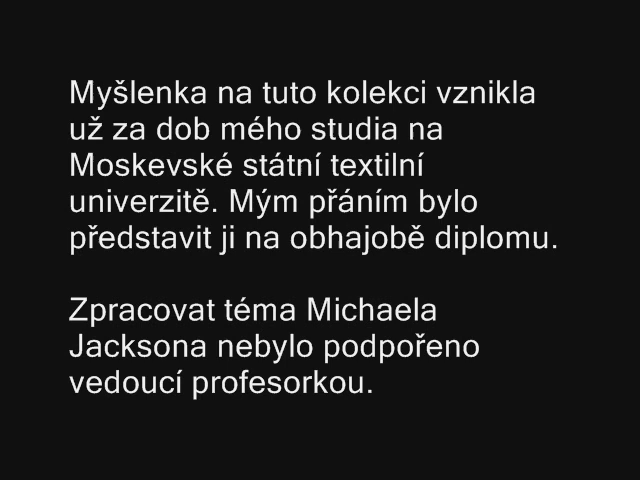 Myšlenka na tuto kolekci vznikla
už za dob mého studia na
Moskevské státní textilní
univerzitě. Mým přáním bylo
představit ji na obhajobě diplomu.
Zpracovat téma Michaela
Jacksona nebylo podpořeno
vedoucí profesorkou.